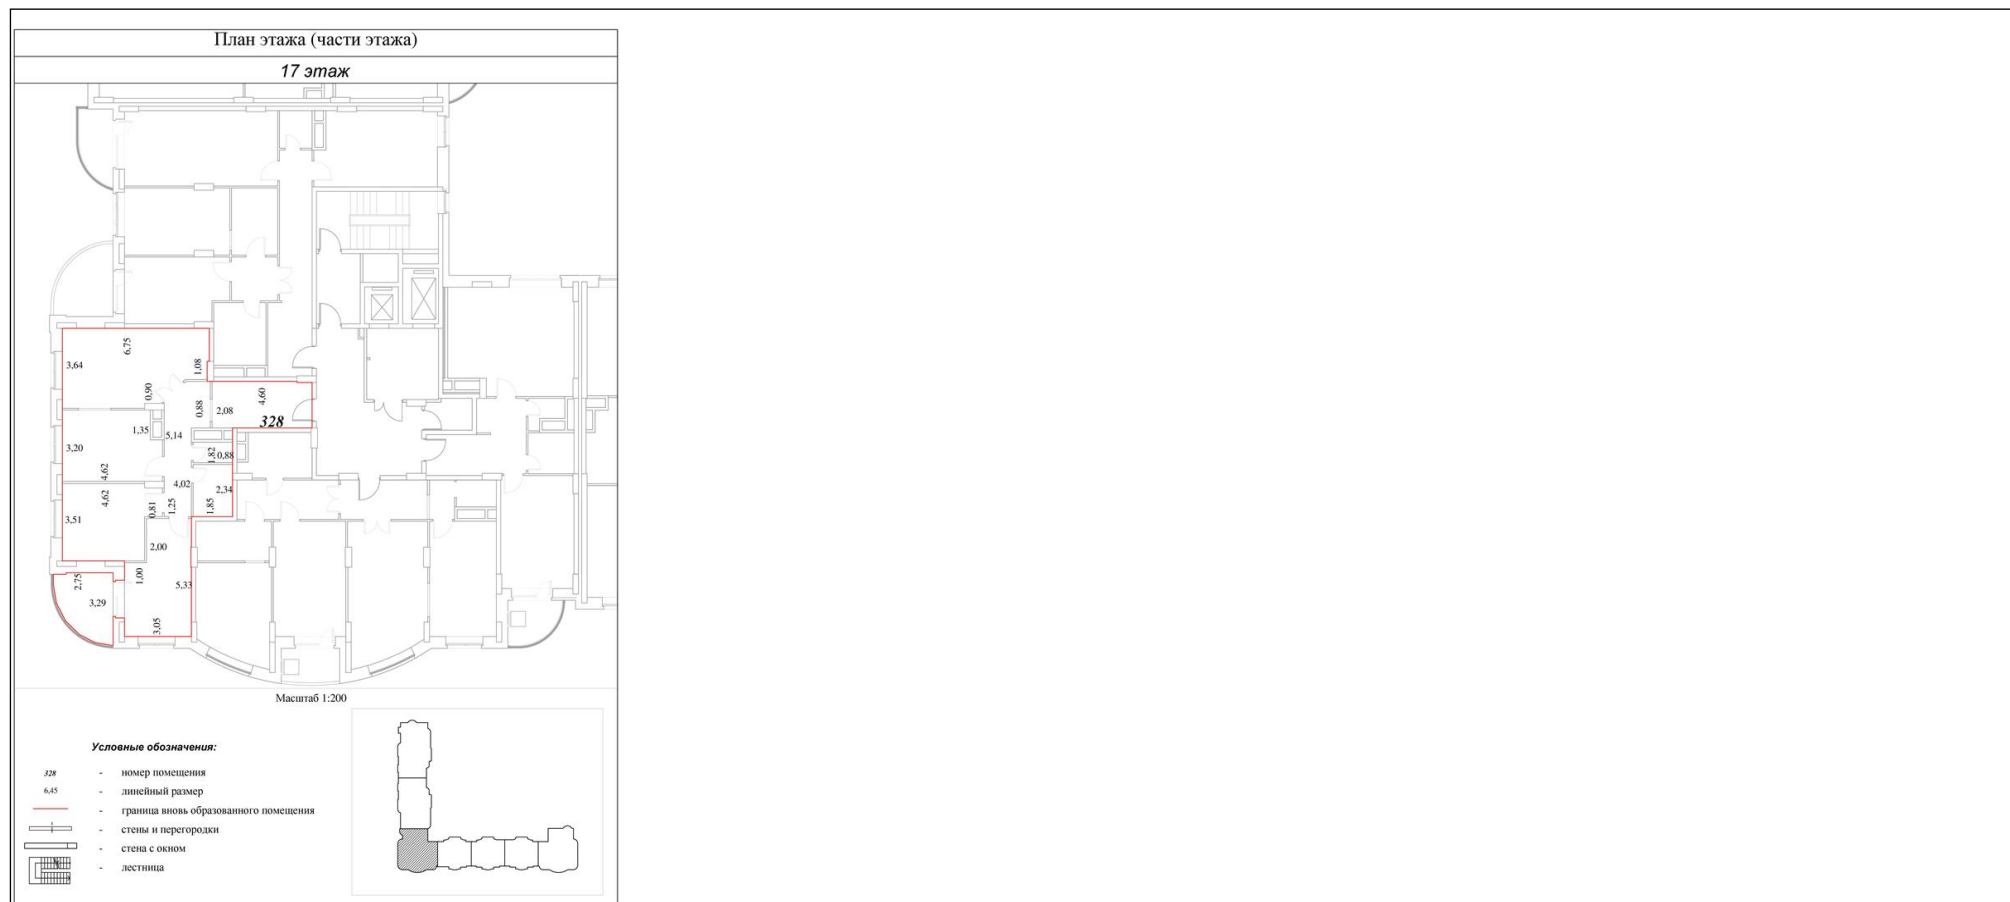 План этажа (части этажа)
17 этаж
6,75
3,64
1,08
0,90
4,60
0,88
2,08
328
1,35
5,14
3,20
1,82
0,88
4,62
4,02
2,34
4,62
0,81
1,25
1,85
3,51
2,00
1,00
2,75
5,33
3,29
3,05
Масштаб 1:200
Условные обозначения:
328 - номер помещения
6,45 - линейный размер
- граница вновь образованного помещения
- стены и перегородки
- стена с окном
- лестница